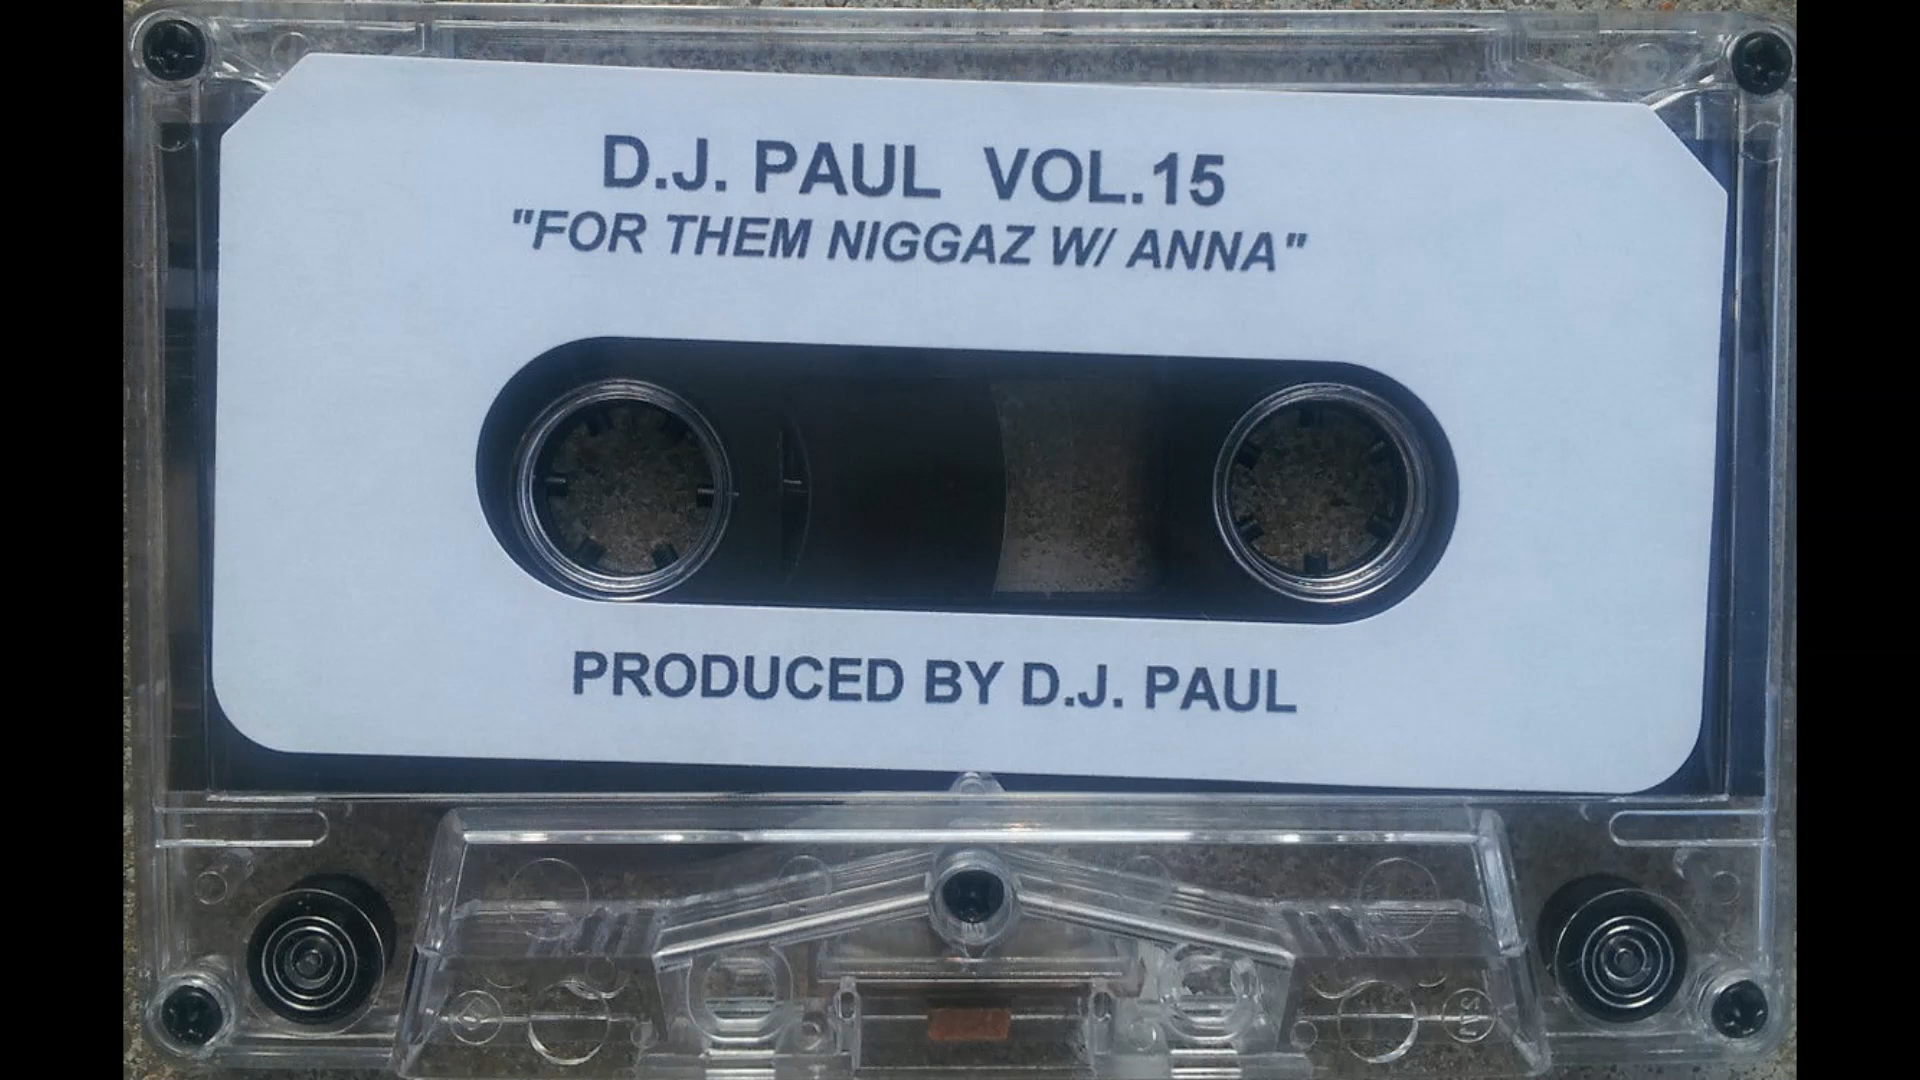 D.J. PAUL VOL.15
"FOR THEM NIGGAZ W/ ANNA"
PRODUCED BY D.J. PAUL